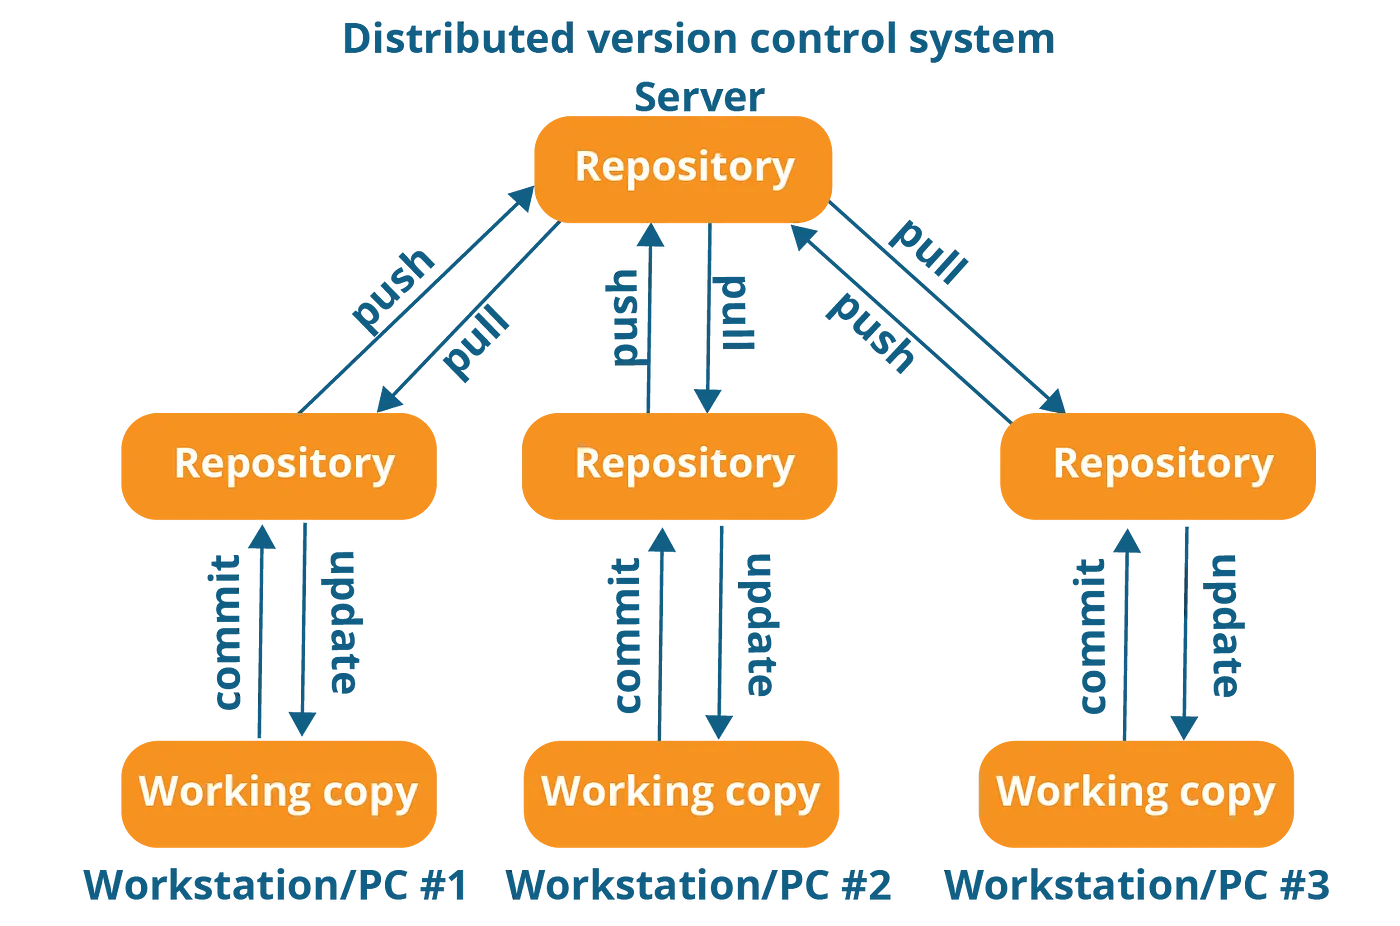 Distributed version control system
Server
Repository
push
pull
push
pull
push
pull
Repository
Repository
Repository
commit
update
commit
update
commit
update
Working copy
Working copy
Working copy
Workstation/PC #1
Workstation/PC #2
Workstation/PC #3